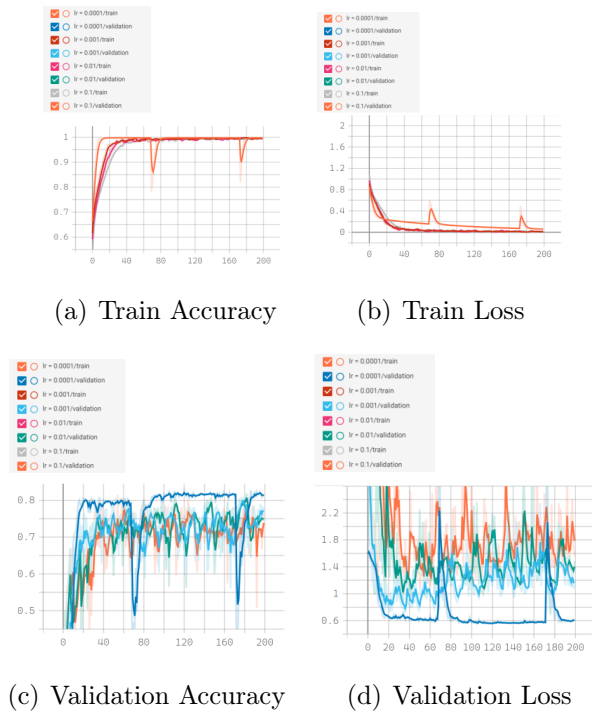 lr = 0.0001/train
lr = 0.0001/validation
lr = 0.001/train
lr = 0.001/validation
lr = 0.01/train
lr = 0.01/validation
lr = 0.1/train
lr = 0.1/validation
1
0.9
0.8
0.7
0.6
0 40 80 120 160 200
(a) Train Accuracy
lr = 0.0001/train
lr = 0.0001/validation
lr = 0.001/train
lr = 0.001/validation
lr = 0.01/train
lr = 0.01/validation
lr = 0.1/train
lr = 0.1/validation
2
1.6
1.2
0.8
0.4
0
0 40 80 120 160 200
(b) Train Loss
lr = 0.0001/train
lr = 0.0001/validation
lr = 0.001/train
lr = 0.001/validation
lr = 0.01/train
lr = 0.01/validation
lr = 0.1/train
lr = 0.1/validation
0.8
0.7
0.6
0.5
0 40 80 120 160 200
(c) Validation Accuracy
lr = 0.0001/train
lr = 0.0001/validation
lr = 0.001/train
lr = 0.001/validation
lr = 0.01/train
lr = 0.01/validation
lr = 0.1/train
lr = 0.1/validation
2.2
1.8
1.4
1
0.6
0 20 40 60 80 100 120 140 160 180 200
(d) Validation Loss